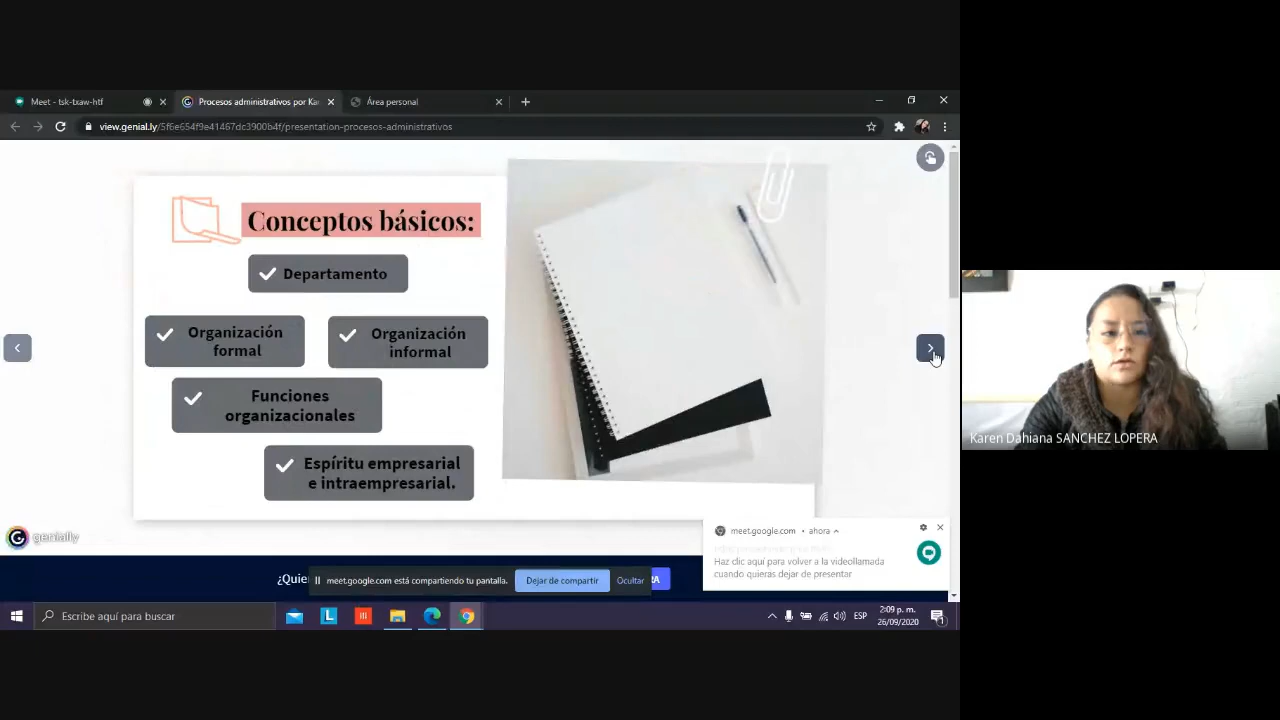 Meet - tsk-txaw-htf
Procesos administrativos por Kar
Área personal
view.genial.ly/5f6e654f9e41467dc3900b4f/presentation-procesos-administrativos
Conceptos básicos:
Departamento
Organización
formal
Organización
informal
Funciones
organizacionales
Espíritu empresarial
e intraempresarial.
Karen Dahiana SANCHEZ LOPERA
genially
meet.google.com • ahora
Haz clic aquí para volver a la videollamada
cuando quieras dejar de presentar
¿Quie
meet.google.com está compartiendo tu pantalla.
Dejar de compartir
Ocultar
RA
Escribe aquí para buscar
L
ESP
2:09 p. m.
26/09/2020
1